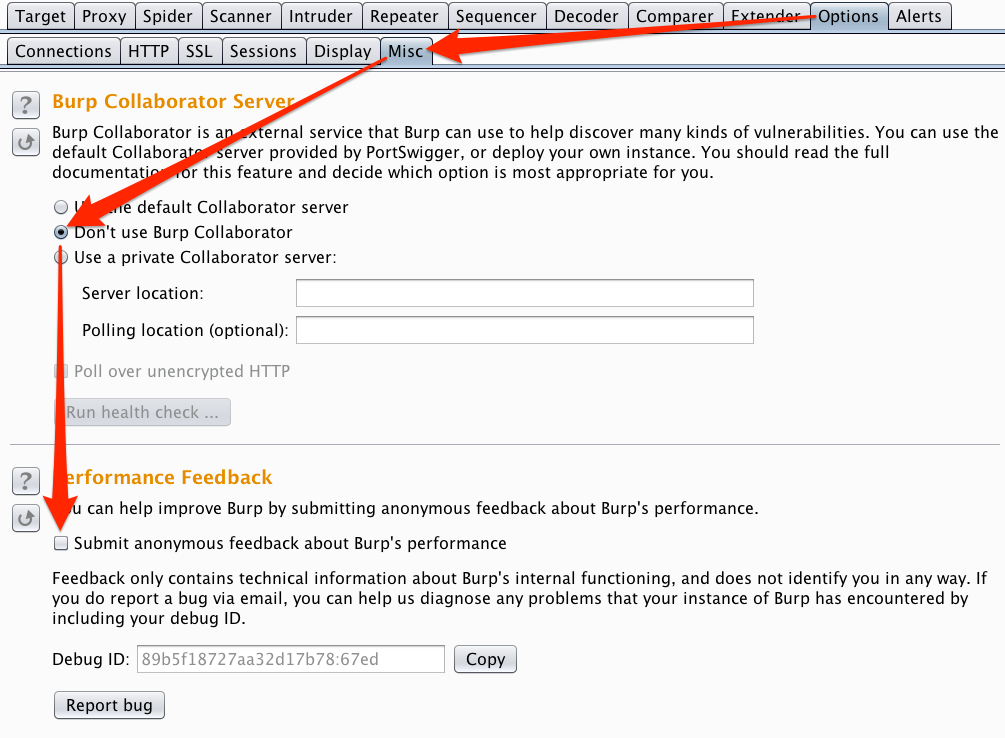 Target Proxy Spider Scanner Intruder Repeater Sequencer Decoder Comparer Extender Options Alerts
Connections HTTP SSL Sessions Display Misc
? Burp Collaborator Server
Burp Collaborator is an external service that Burp can use to help discover many kinds of vulnerabilities. You can use the
default Collaborator server provided by PortSwigger, or deploy your own instance. You should read the full
documentation for this feature and decide which option is most appropriate for you.
Use the default Collaborator server
Don't use Burp Collaborator
Use a private Collaborator server:
Server location:
Polling location (optional):
Poll over unencrypted HTTP
Run health check ...
? Performance Feedback
You can help improve Burp by submitting anonymous feedback about Burp's performance.
Submit anonymous feedback about Burp's performance
Feedback only contains technical information about Burp's internal functioning, and does not identify you in any way. If
you do report a bug via email, you can help us diagnose any problems that your instance of Burp has encountered by
including your debug ID.
Debug ID: 89b5f18727aa32d17b78:67ed Copy
Report bug